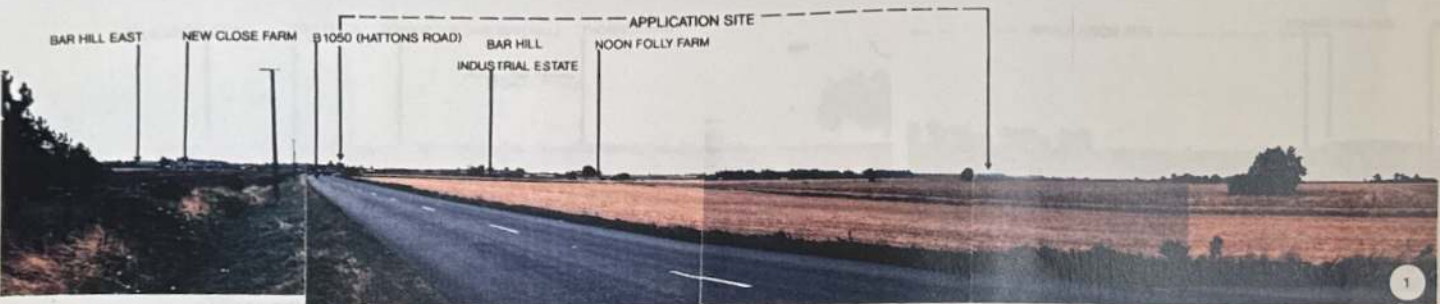 APPLICATION SITE
BAR HILL EAST
NEW CLOSE FARM
B1050 (HATTONS ROAD)
BAR HILL
INDUSTRIAL ESTATE
NOON FOLLY FARM
1